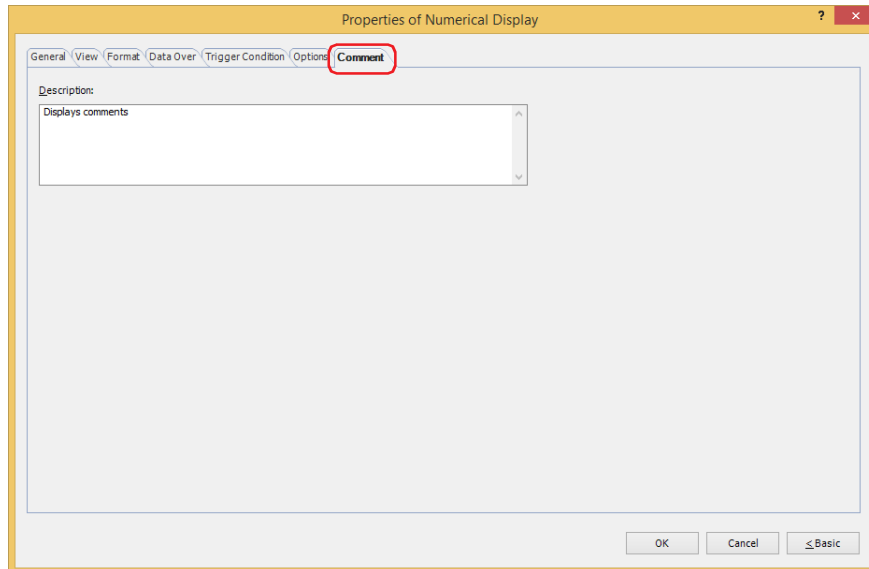 Properties of Numerical Display
? ×
General View Format Data Over Trigger Condition Options Comment
Description:
Displays comments
OK Cancel < Basic